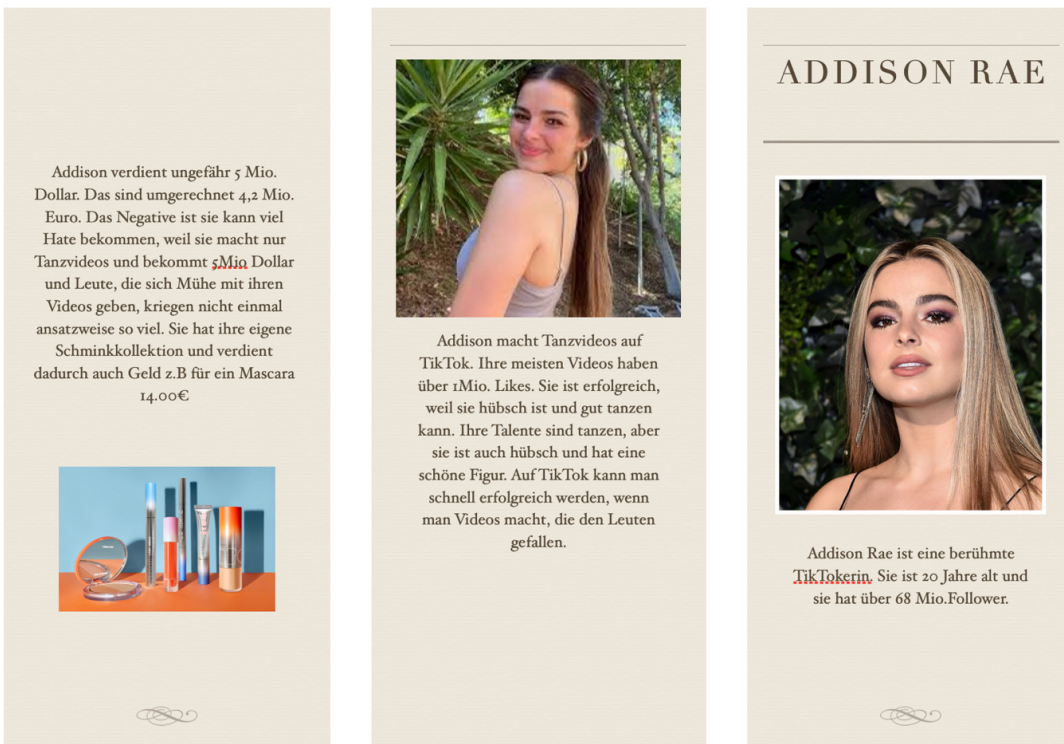 Addison verdient ungefähr 5 Mio.
Dollar. Das sind umgerechnet 4,2 Mio.
Euro. Das Negative ist sie kann viel
Hate bekommen, weil sie macht nur
Tanzvideos und bekommt 5Mio Dollar
und Leute, die sich Mühe mit ihren
Videos geben, kriegen nicht einmal
ansatzweise so viel. Sie hat ihre eigene
Schminkkollektion und verdient
dadurch auch Geld z.B für ein Mascara
14.00€
Addison macht Tanzvideos auf
TikTok. Ihre meisten Videos haben
über 1Mio. Likes. Sie ist erfolgreich,
weil sie hübsch ist und gut tanzen
kann. Ihre Talente sind tanzen, aber
sie ist auch hübsch und hat eine
schöne Figur. Auf TikTok kann man
schnell erfolgreich werden, wenn
man Videos macht, die den Leuten
gefallen.
ADDISON RAE
Addison Rae ist eine berühmte
TikTokerin. Sie ist 20 Jahre alt und
sie hat über 68 Mio.Follower.